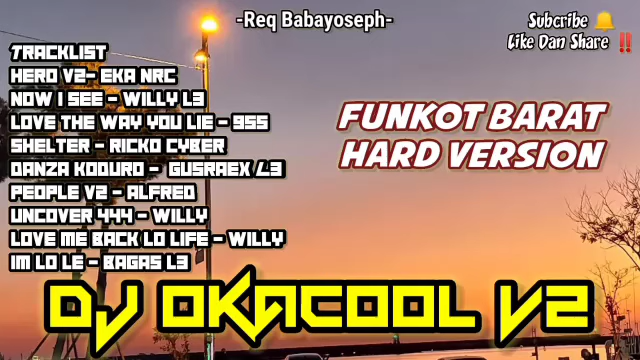 -Req Babayoseph-
Subcribe 🔔
Like Dan Share ‼️
TRACKLIST
HERO V2- EKA NRC
NOW I SEE - WILLY L3
LOVE THE WAY YOU LIE - 9SS
SHELTER - RICKO CYBER
DANZA KODURO - GUSRAEX L3
PEOPLE V2 - ALFRED
UNCOVER 444 - WILLY
LOVE ME BACK LO LIFE - WILLY
IM LO LE - BAGAS L3
FUNKOT BARAT
HARD VERSION
DJ OKACOOL V2